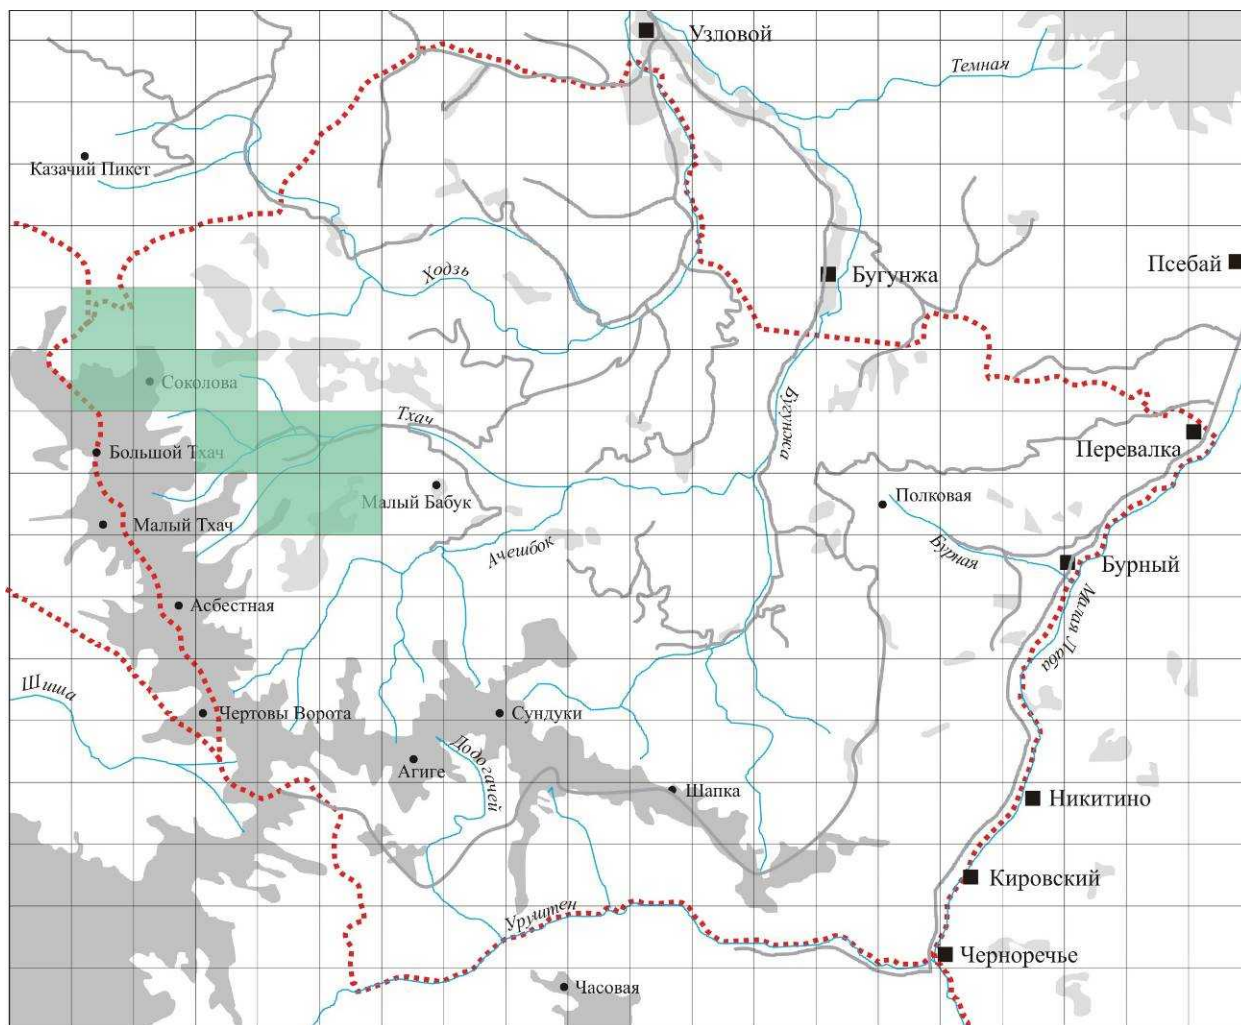 Узловой
Темная
Казачий Пикет
Ходзь
Бугунжа
Псебай
Соколова
Тхач
Бугунжа
Большой Тхач
Перевалка
Малый Бабук
Полковая
Малый Тхач
Ачешбок
Бурная
Бурный
Асбестная
Малая Лаба
Шиша
Чертовы Ворота
Сундуки
Додогачей
Агиге
Шапка
Никитино
Кировский
Уруштен
Черноречье
Часовая